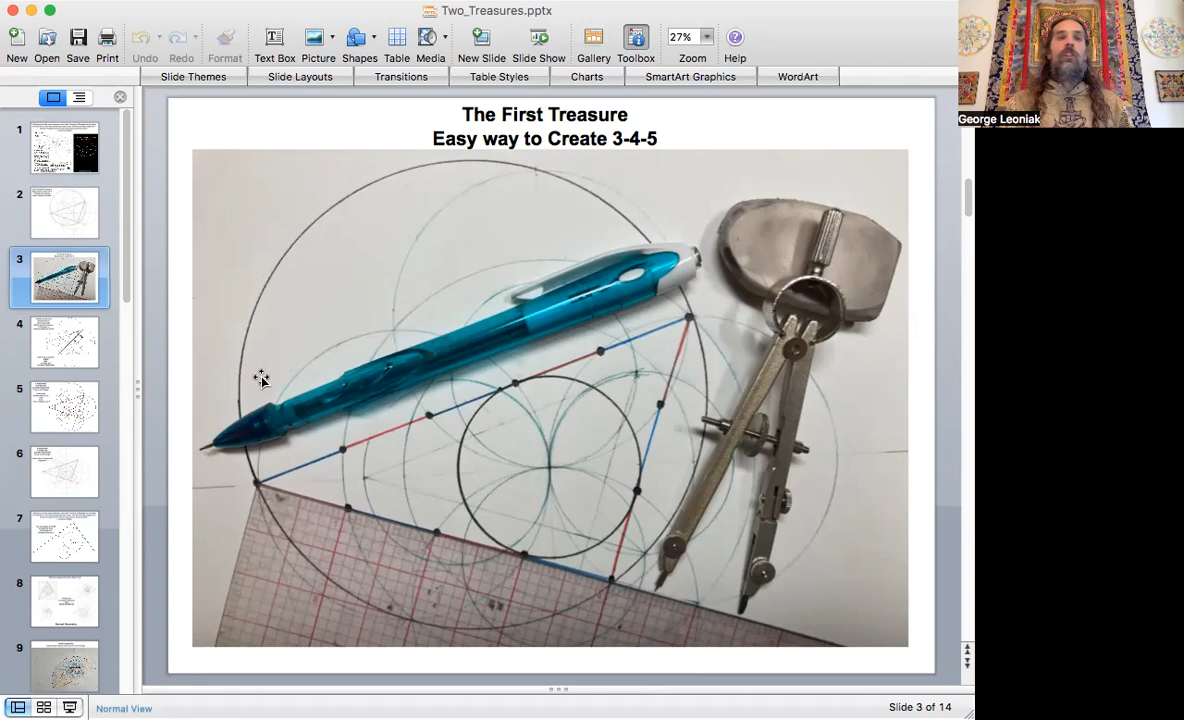 Two_Treasures.pptx
New Open Save Print Undo Redo Format Text Box Picture Shapes Table Media New Slide Slide Show Gallery Toolbox Zoom Help
27%
Slide Themes Slide Layouts Transitions Table Styles Charts SmartArt Graphics WordArt
George Leoniak
1
2
3
4
5
6
7
8
9
The First Treasure
Easy way to Create 3-4-5
Normal View
Slide 3 of 14